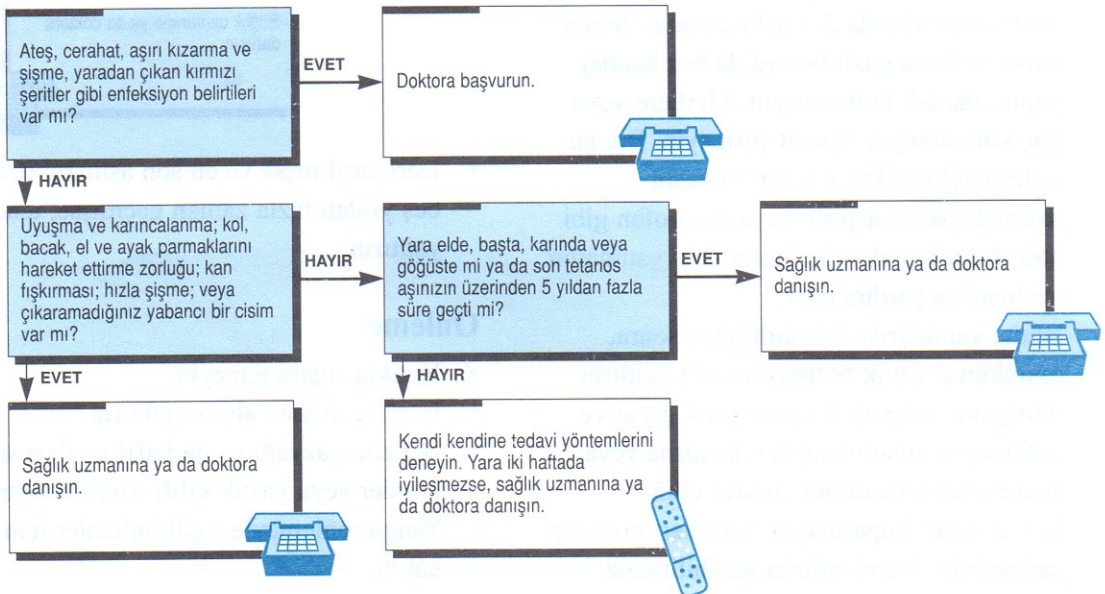 Ateş, cerahat, aşırı kızarma ve
şişme, yaradan çıkan kırmızı
şeritler gibi enfeksiyon belirtileri
var mı?
EVET
Doktora başvurun.
HAYIR
Uyuşma ve karıncalanma; kol,
bacak, el ve ayak parmaklarını
hareket ettirme zorluğu; kan
fışkırması; hızla şişme; veya
çıkaramadığınız yabancı bir cisim
var mı?
HAYIR
Yara elde, başta, karında veya
göğüste mi ya da son tetanos
aşınızın üzerinden 5 yıldan fazla
süre geçti mi?
EVET
Sağlık uzmanına ya da doktora
danışın.
EVET
Sağlık uzmanına ya da doktora
danışın.
HAYIR
Kendi kendine tedavi yöntemlerini
deneyin. Yara iki haftada
iyileşmezse, sağlık uzmanına ya
da doktora danışın.